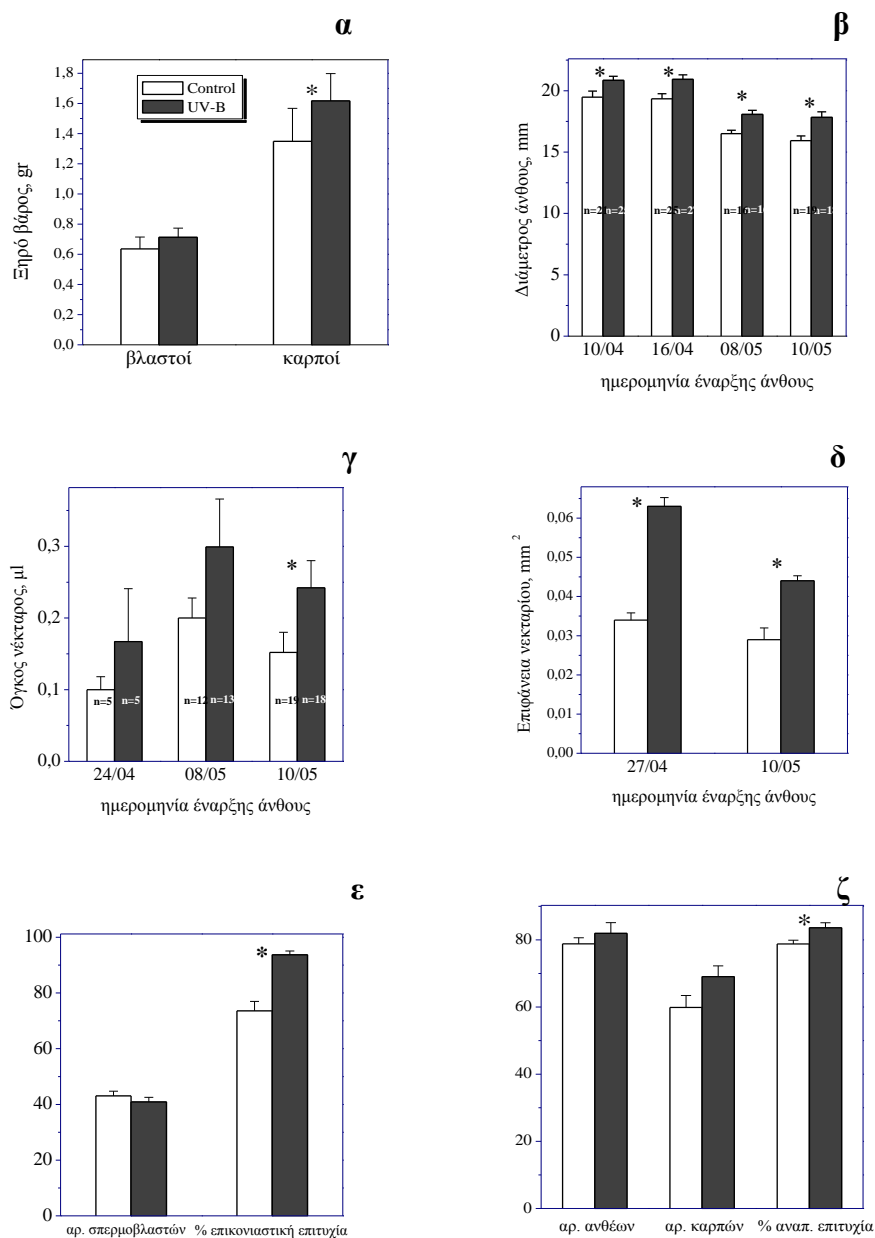 α
Ξηρό βάρος, gr
1,8
1,6
1,4
1,2
1,0
0,8
0,6
0,4
0,2
0,0
Control
UV-B
*
βλαστοί καρποί
β
Διάμετρος άνθους, mm
20
15
10
5
0
* * * *
10/04 16/04 08/05 10/05
ημερομηνία έναρξης άνθους
γ
Όγκος νέκταρος, μl
0,3
0,2
0,1
0,0
*
n=5 n=5 n=12 n=13 n=19 n=18
24/04 08/05 10/05
ημερομηνία έναρξης άνθους
δ
Επιφάνεια νεκταρίου, mm²
0,06
0,05
0,04
0,03
0,02
0,01
0,00
* *
27/04 10/05
ημερομηνία έναρξης άνθους
ε
100
80
60
40
20
0
*
αρ. σπερμοβλαστών % επικονιαστική επιτυχία
ζ
80
60
40
20
0
*
αρ. ανθέων αρ. καρπών % αναπ. επιτυχία